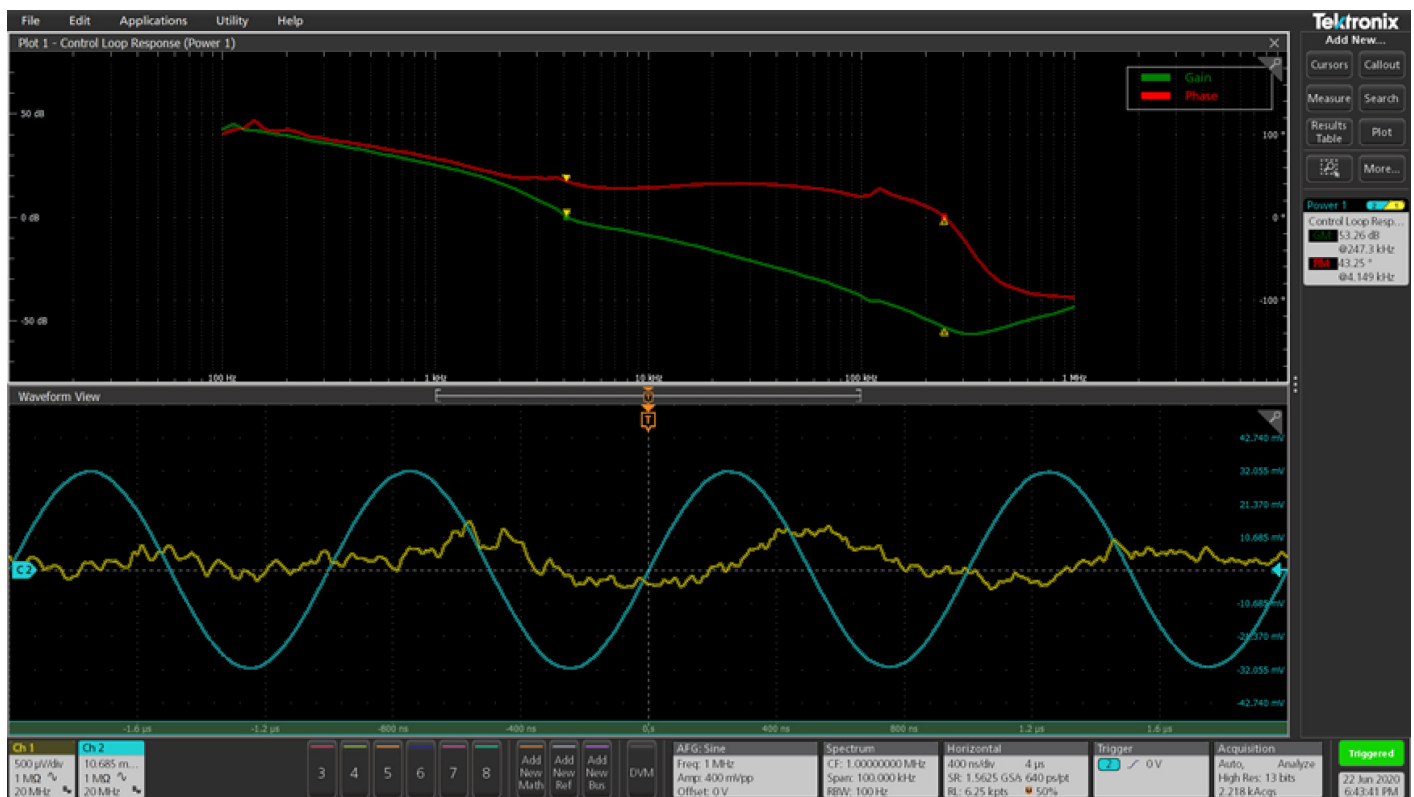 File Edit Applications Utility Help
Tektronix
Add New...
Plot 1 - Control Loop Response (Power 1)
Cursors Callout
Measure Search
Results Table Plot
More...
Gain
Phase
50 dB
0 dB
-50 dB
100 °
0 °
-100 °
100 Hz 1 kHz 10 kHz 100 kHz 1 MHz
Power 1 2 1
Control Loop Resp...
GM: 53.26 dB
@247.3 kHz
PM: 43.25 °
@4.149 kHz
Waveform View
T
T
42.740 mV
32.055 mV
21.370 mV
10.685 mV
C2
-10.685 mV
-21.370 mV
-32.055 mV
-42.740 mV
-1.6 µs -1.2 µs -800 ns -400 ns 0 s 400 ns 800 ns 1.2 µs 1.6 µs
Ch 1
500 µV/div
1 MΩ
20 MHz
Ch 2
10.685 m...
1 MΩ
20 MHz
3 4 5 6 7 8
Add New Math
Add New Ref
Add New Bus
DVM
AFG: Sine
Freq: 1 MHz
Amp: 400 mVpp
Offset: 0 V
Spectrum
CF: 1.00000000 MHz
Span: 100.000 kHz
RBW: 100 Hz
Horizontal
400 ns/div 4 µs
SR: 1.5625 GS/s 640 ps/pt
RL: 6.25 kpts 50%
Trigger
2 0 V
Acquisition
Auto, Analyze
High Res: 13 bits
2.218 kAcqs
Triggered
22 Jun 2020
6:43:41 PM